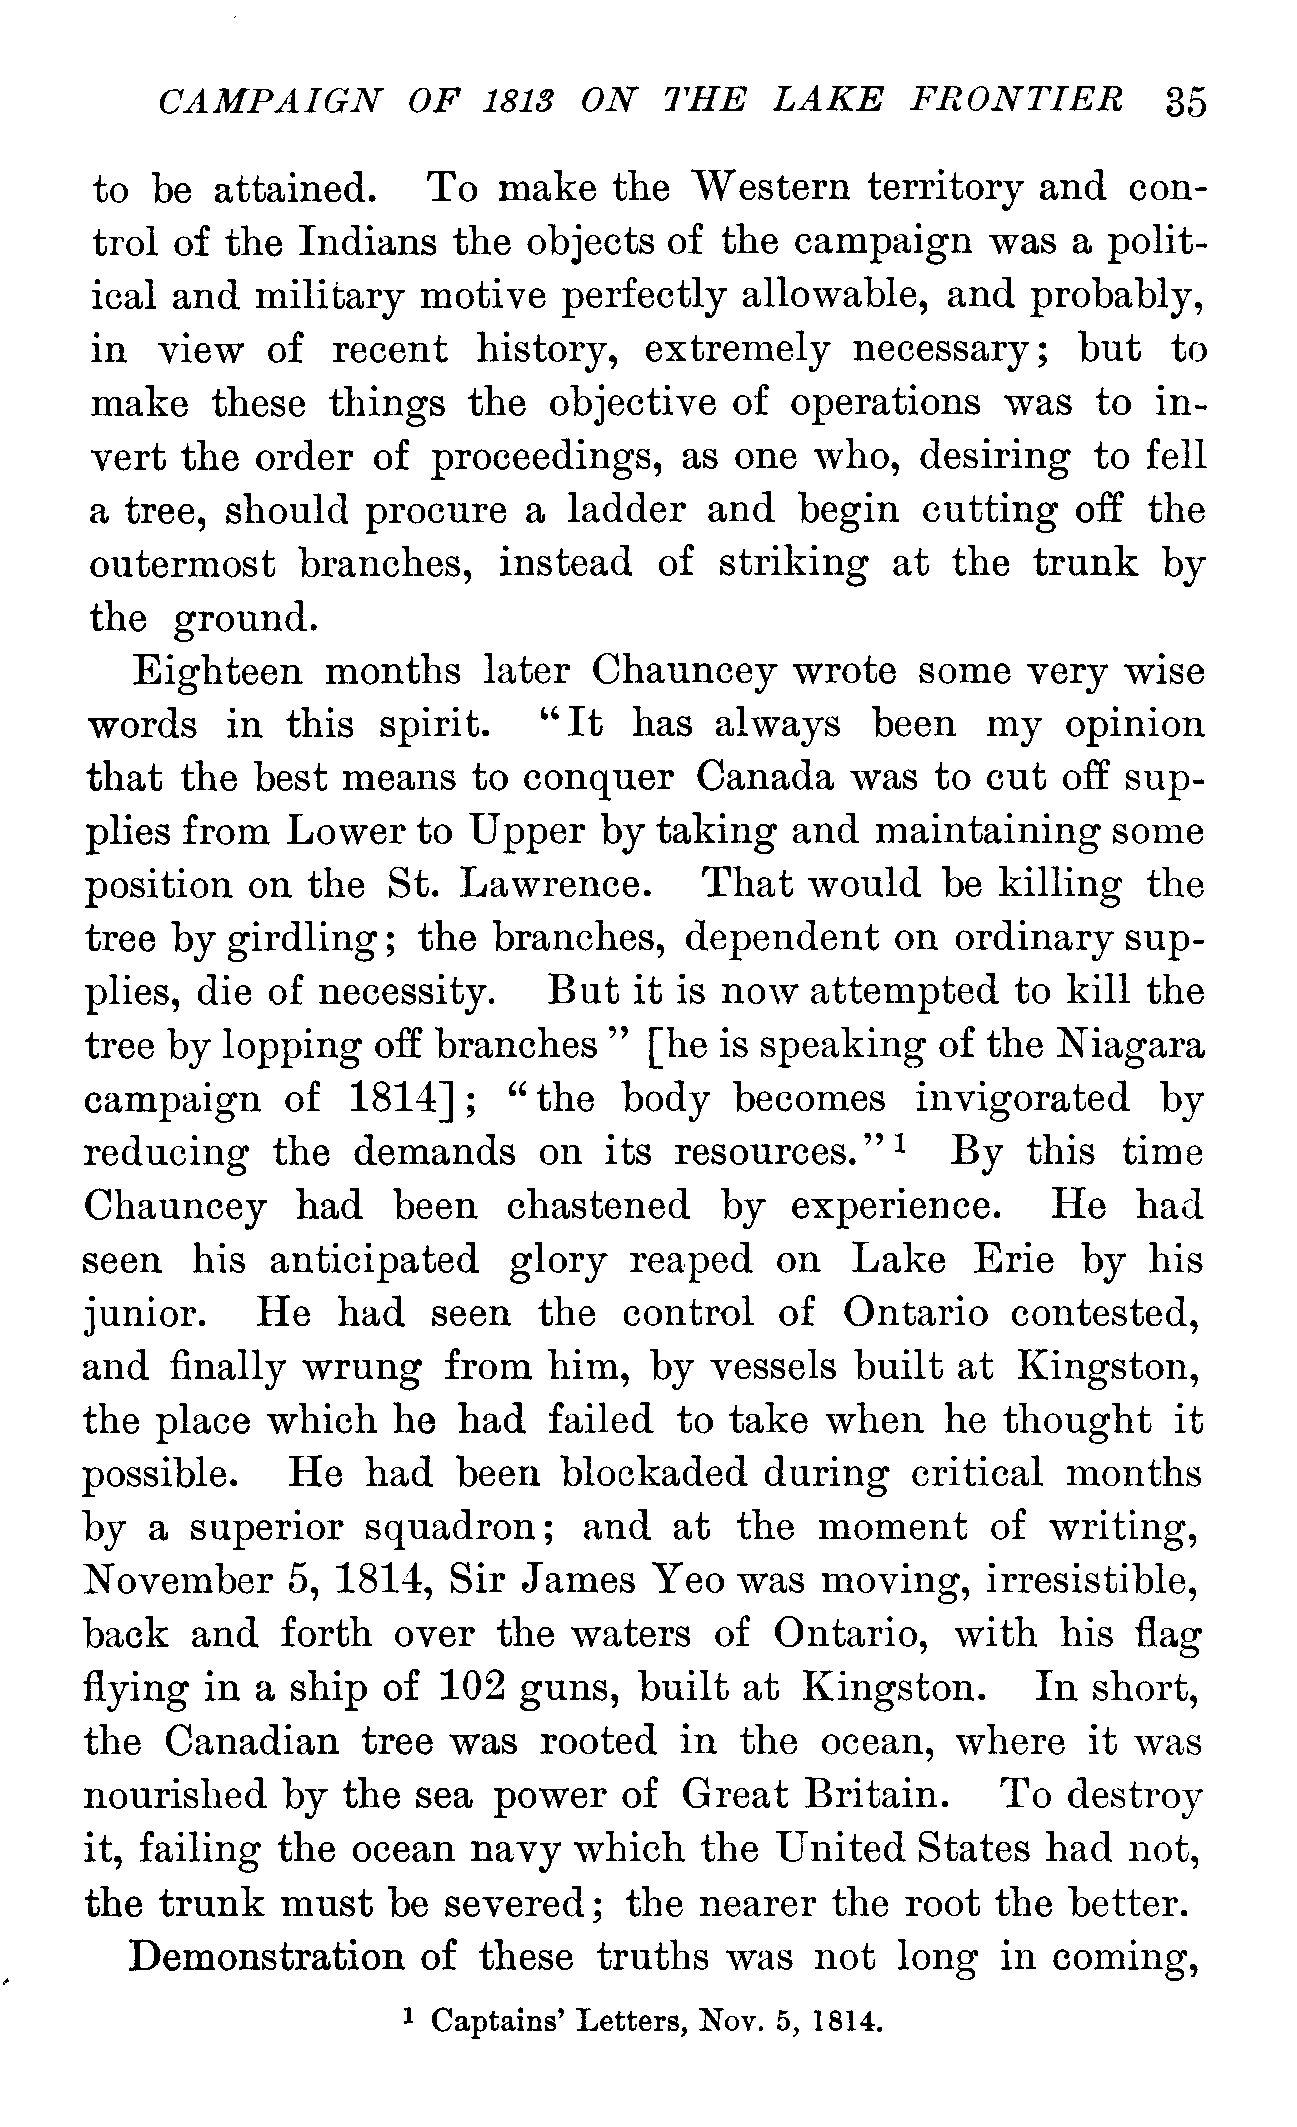 CAMPAIGN OF 1813 ON THE LAKE FRONTIER 35
to be attained. To make the Western territory and con-
trol of the Indians the objects of the campaign was a polit-
ical and military motive perfectly allowable, and probably,
in view of recent history, extremely necessary; but to
make these things the objective of operations was to in-
vert the order of proceedings, as one who, desiring to fell
a tree, should procure a ladder and begin cutting off the
outermost branches, instead of striking at the trunk by
the ground.
Eighteen months later Chauncey wrote some very wise
words in this spirit. "It has always been my opinion
that the best means to conquer Canada was to cut off sup-
plies from Lower to Upper by taking and maintaining some
position on the St. Lawrence. That would be killing the
tree by girdling; the branches, dependent on ordinary sup-
plies, die of necessity. But it is now attempted to kill the
tree by lopping off branches" [he is speaking of the Niagara
campaign of 1814]; "the body becomes invigorated by
reducing the demands on its resources."¹ By this time
Chauncey had been chastened by experience. He had
seen his anticipated glory reaped on Lake Erie by his
junior. He had seen the control of Ontario contested,
and finally wrung from him, by vessels built at Kingston,
the place which he had failed to take when he thought it
possible. He had been blockaded during critical months
by a superior squadron; and at the moment of writing,
November 5, 1814, Sir James Yeo was moving, irresistible,
back and forth over the waters of Ontario, with his flag
flying in a ship of 102 guns, built at Kingston. In short,
the Canadian tree was rooted in the ocean, where it was
nourished by the sea power of Great Britain. To destroy
it, failing the ocean navy which the United States had not,
the trunk must be severed; the nearer the root the better.
Demonstration of these truths was not long in coming,
¹ Captains' Letters, Nov. 5, 1814.